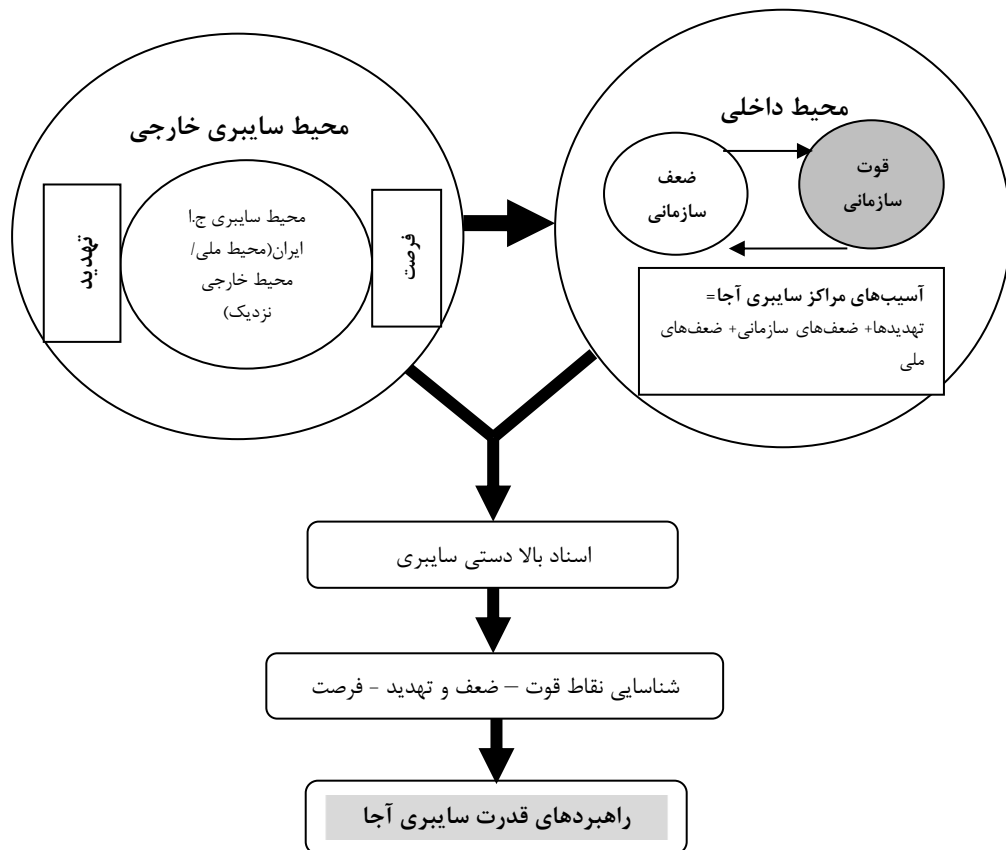 محیط داخلی
قوت
سازمانی
ضعف
سازمانی
آسیب‌های مراکز سایبری آجا=
تهدیدها+ ضعف‌های سازمانی+ ضعف‌های
ملی
محیط سایبری خارجی
فرصت
محیط سایبری ج.ا
ایران(محیط ملی/
محیط خارجی
نزدیک)
تهدید
اسناد بالا دستی سایبری
شناسایی نقاط قوت – ضعف و تهدید - فرصت
راهبردهای قدرت سایبری آجا